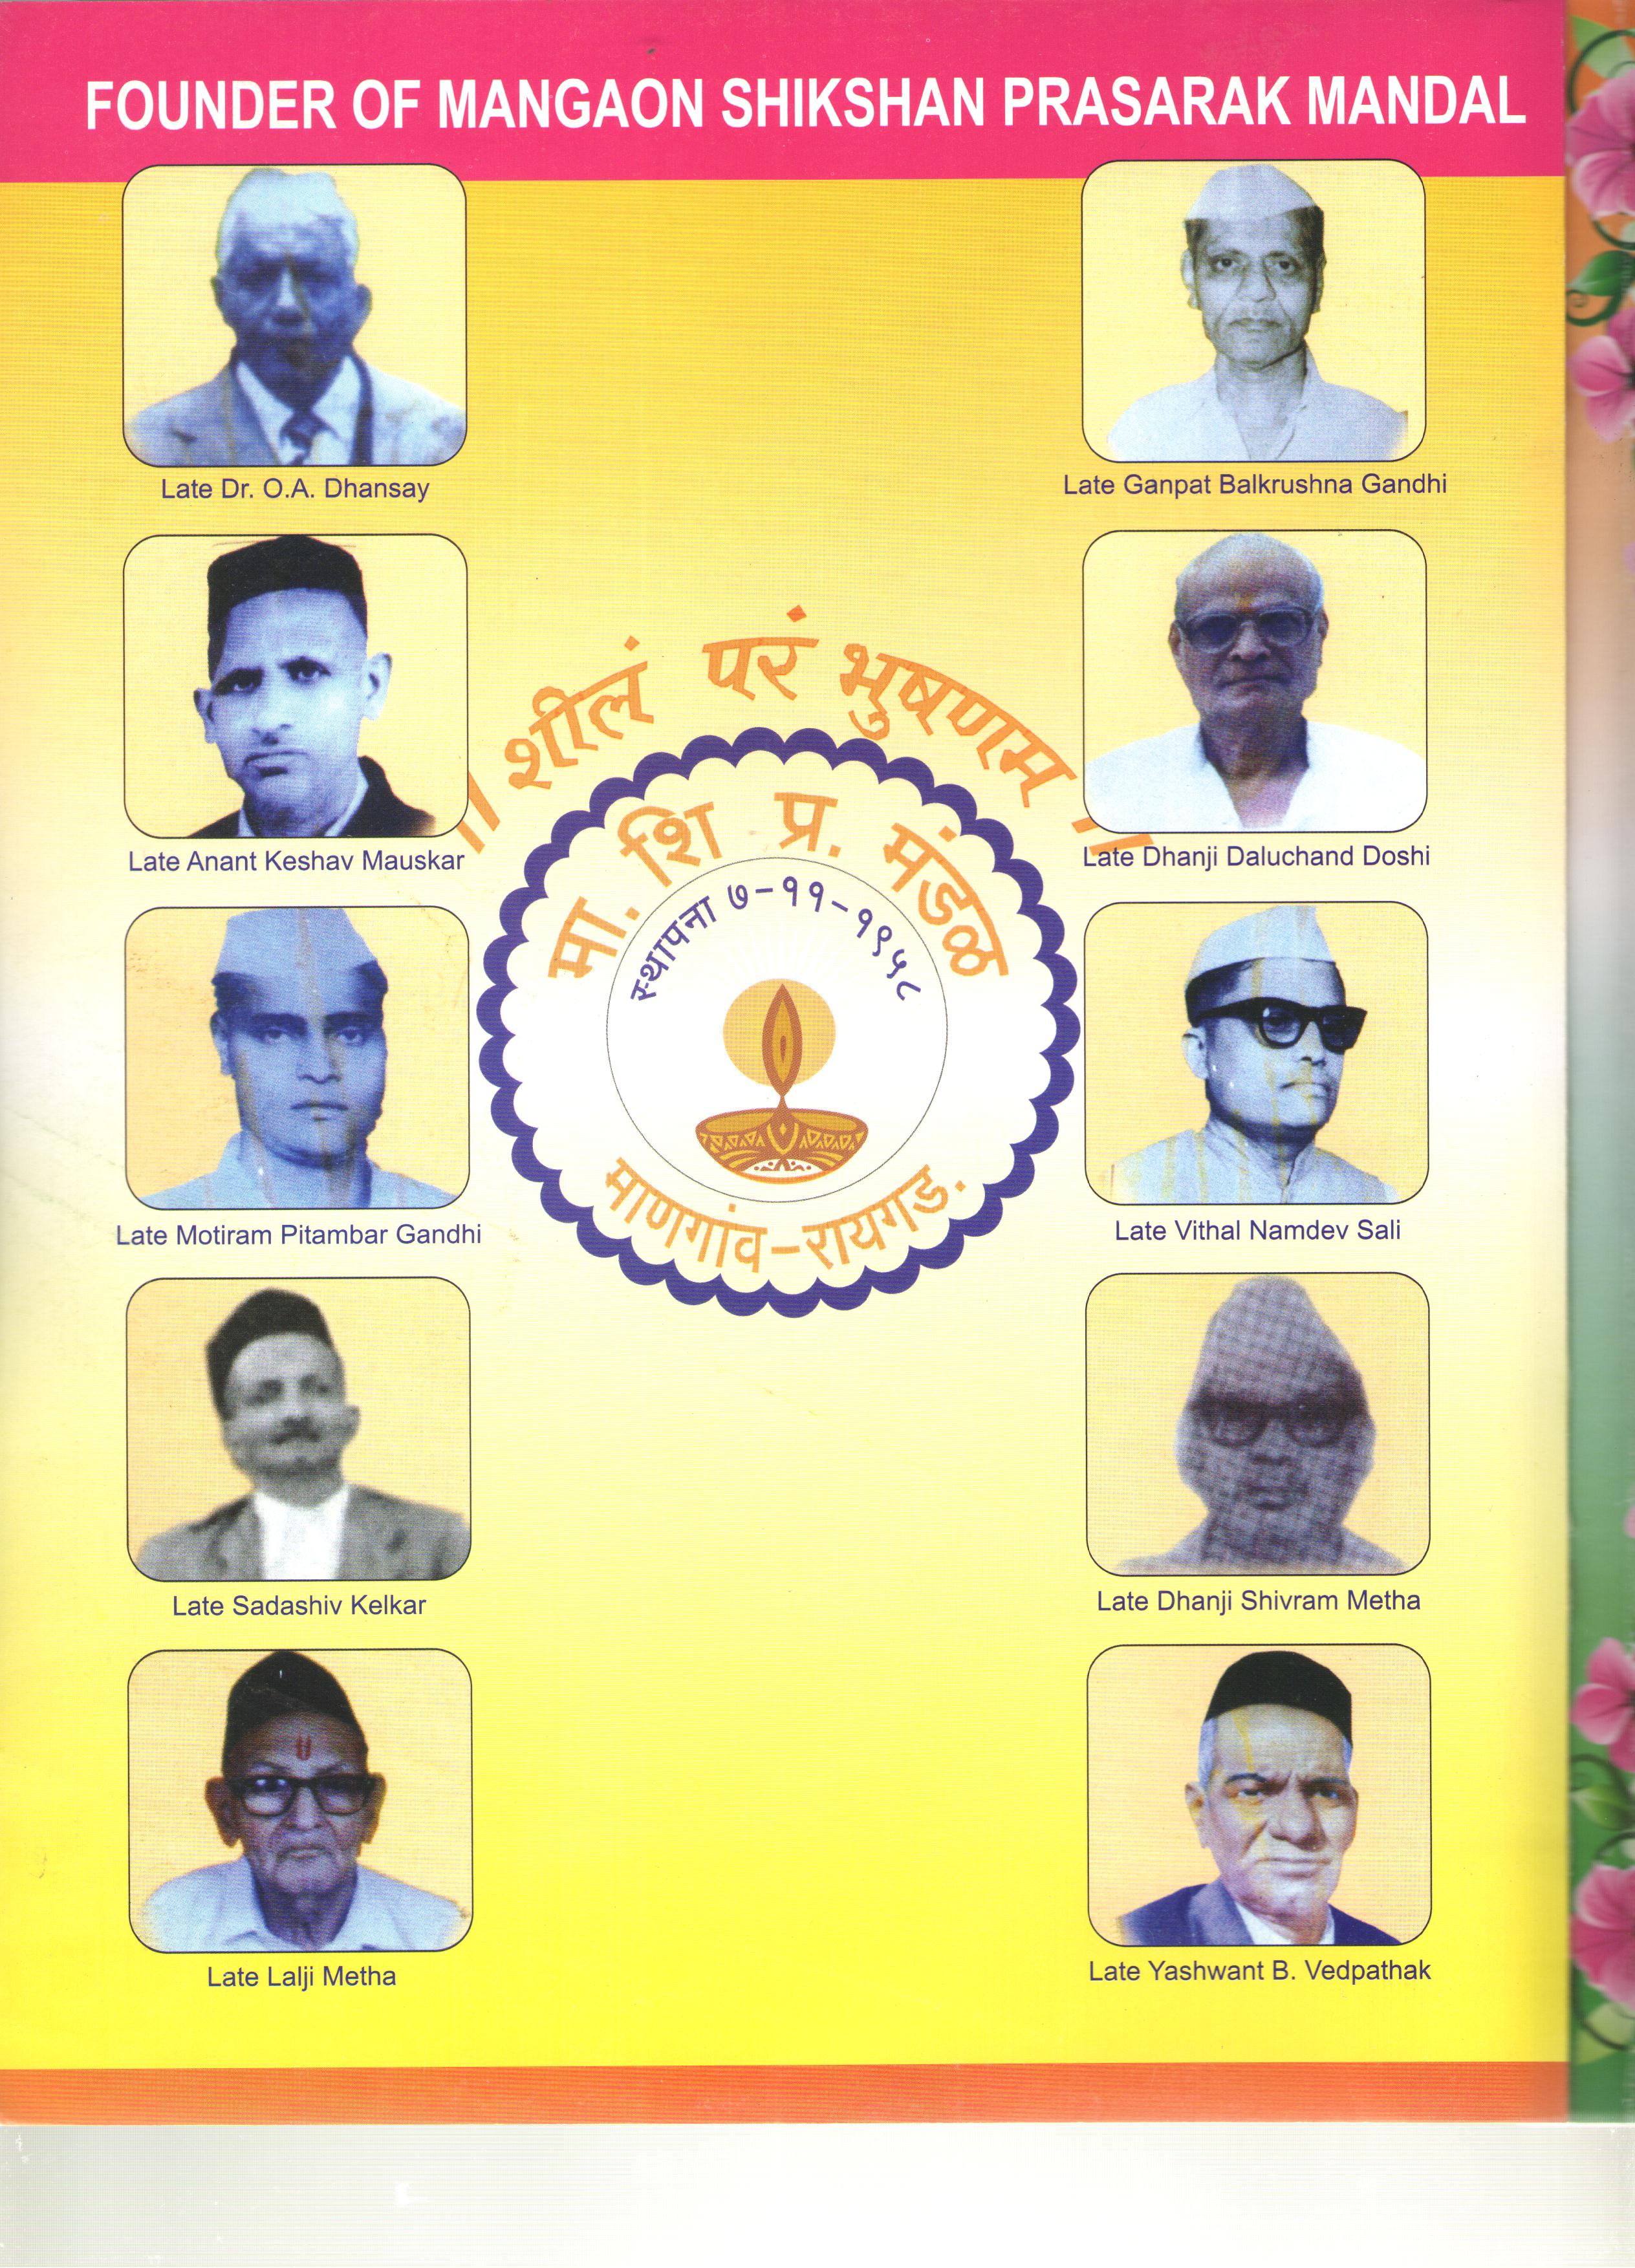 FOUNDER OF MANGAON SHIKSHAN PRASARAK MANDAL
Late Dr. O.A. Dhansay
Late Ganpat Balkrushna Gandhi
Late Anant Keshav Mauskar
Late Dhanji Daluchand Doshi
॥ शीलं परं भुषणम ॥
मा. शि प्र. मंडळ
स्थापना ७-११-१९५८
माणगांव-रायगड.
Late Motiram Pitambar Gandhi
Late Vithal Namdev Sali
Late Sadashiv Kelkar
Late Dhanji Shivram Metha
Late Lalji Metha
Late Yashwant B. Vedpathak